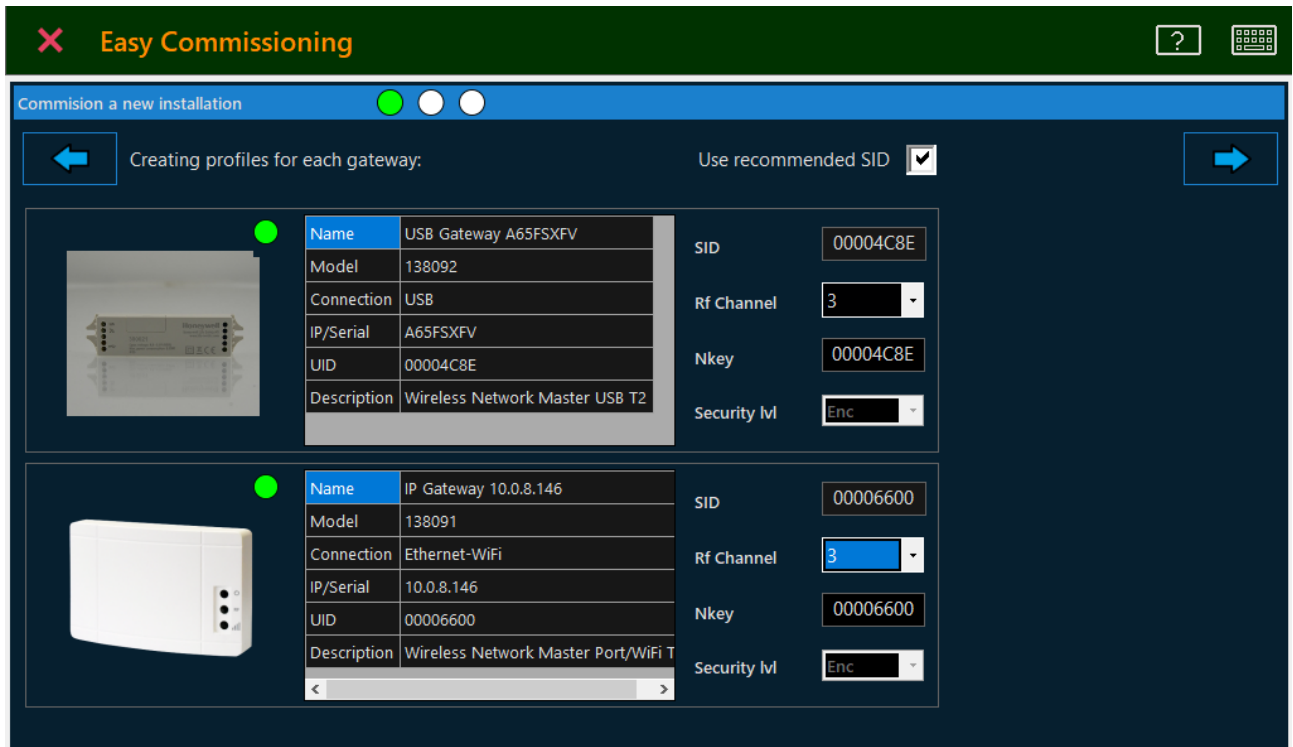 Easy Commissioning
?
Commision a new installation
Creating profiles for each gateway:
Use recommended SID
Name USB Gateway A65FSXFV
Model 138092
Connection USB
IP/Serial A65FSXFV
UID 00004C8E
Description Wireless Network Master USB T2
SID 00004C8E
Rf Channel 3
Nkey 00004C8E
Security lvl Enc
Honeywell
Name IP Gateway 10.0.8.146
Model 138091
Connection Ethernet-WiFi
IP/Serial 10.0.8.146
UID 00006600
Description Wireless Network Master Port/WiFi T
SID 00006600
Rf Channel 3
Nkey 00006600
Security lvl Enc